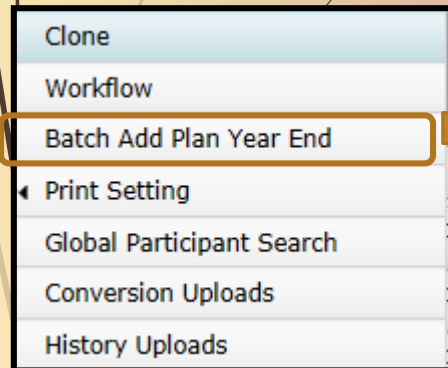 Clone
Workflow
Batch Add Plan Year End
Print Setting
Global Participant Search
Conversion Uploads
History Uploads